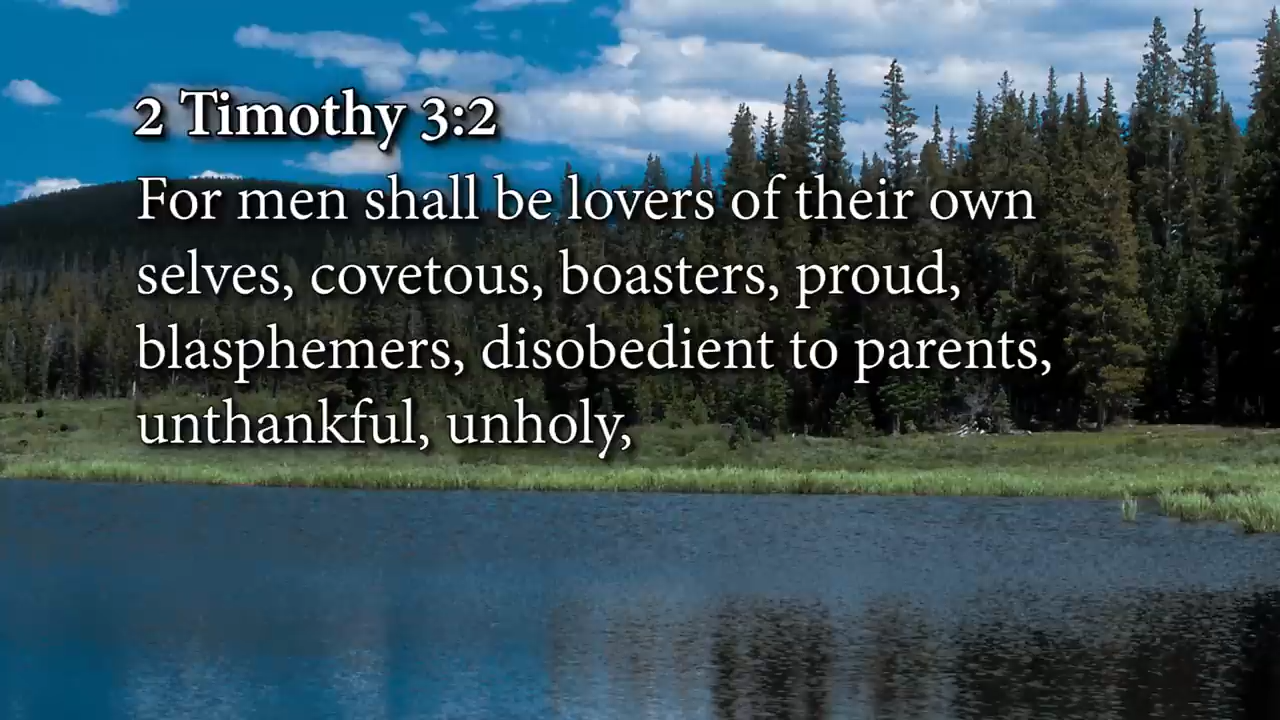 2 Timothy 3:2
For men shall be lovers of their own
selves, covetous, boasters, proud,
blasphemers, disobedient to parents,
unthankful, unholy,